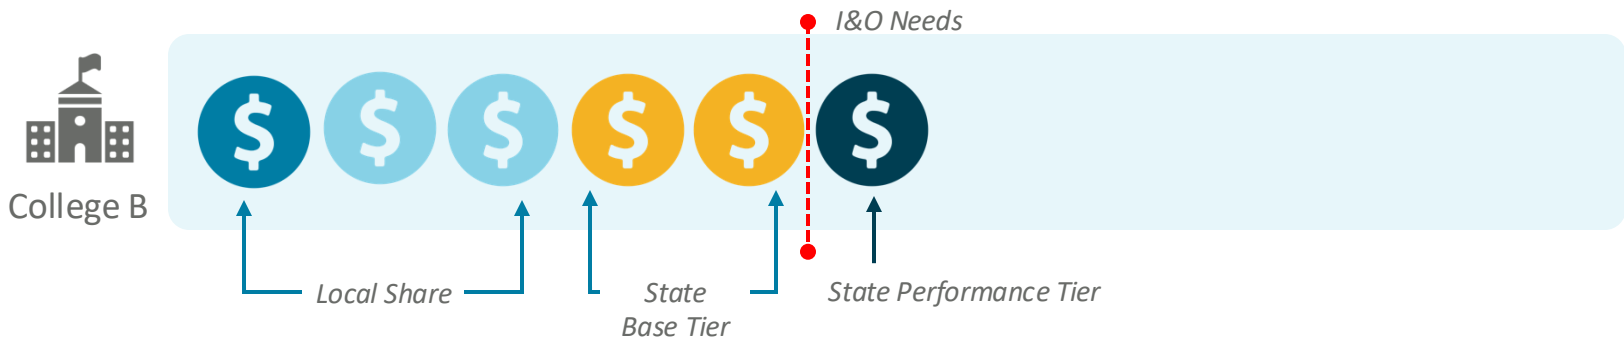 I&O Needs
$ $ $ $ $ $
College B
Local Share
State
Base Tier
State Performance Tier